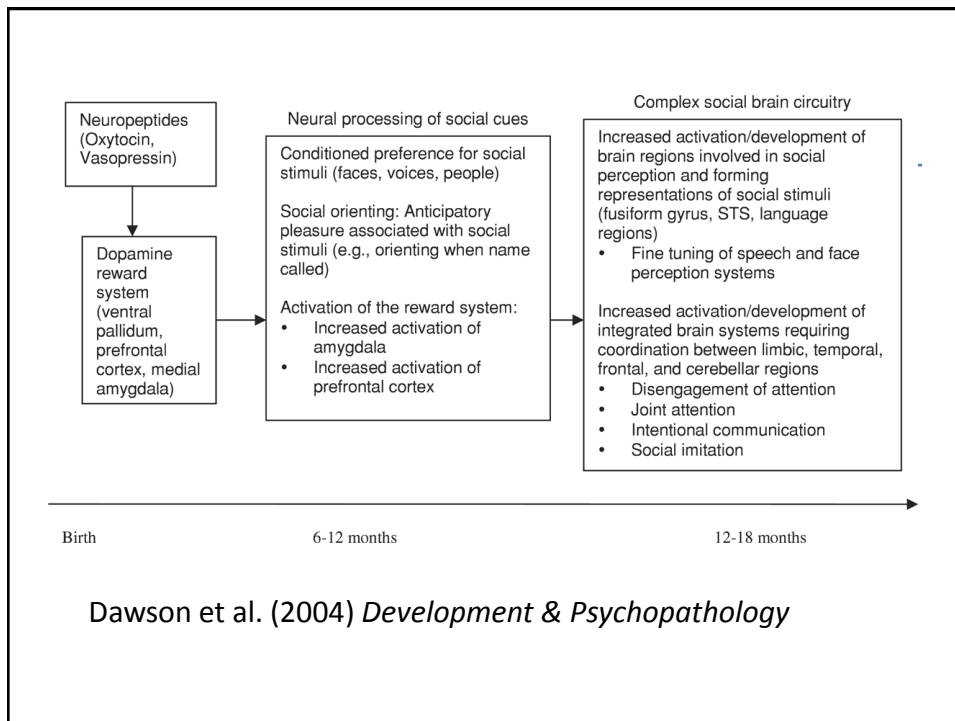 Neuropeptides
(Oxytocin,
Vasopressin)
Dopamine
reward
system
(ventral
pallidum,
prefrontal
cortex, medial
amygdala)
Neural processing of social cues
Conditioned preference for social
stimuli (faces, voices, people)
Social orienting: Anticipatory
pleasure associated with social
stimuli (e.g., orienting when name
called)
Activation of the reward system:
• Increased activation of
amygdala
• Increased activation of
prefrontal cortex
Complex social brain circuitry
Increased activation/development of
brain regions involved in social
perception and forming
representations of social stimuli
(fusiform gyrus, STS, language
regions)
• Fine tuning of speech and face
perception systems
Increased activation/development of
integrated brain systems requiring
coordination between limbic, temporal,
frontal, and cerebellar regions
• Disengagement of attention
• Joint attention
• Intentional communication
• Social imitation
Birth
6-12 months
12-18 months
Dawson et al. (2004) Development & Psychopathology